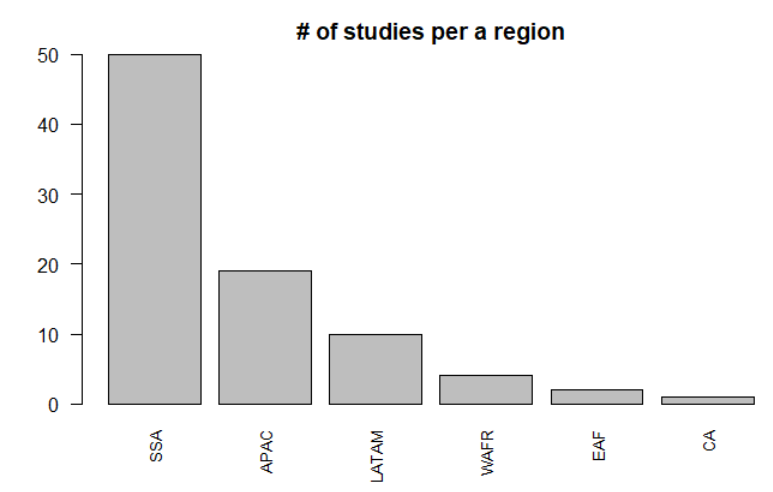 # of studies per a region
50
40
30
20
10
0
SSA
APAC
LATAM
WAFR
EAF
CA